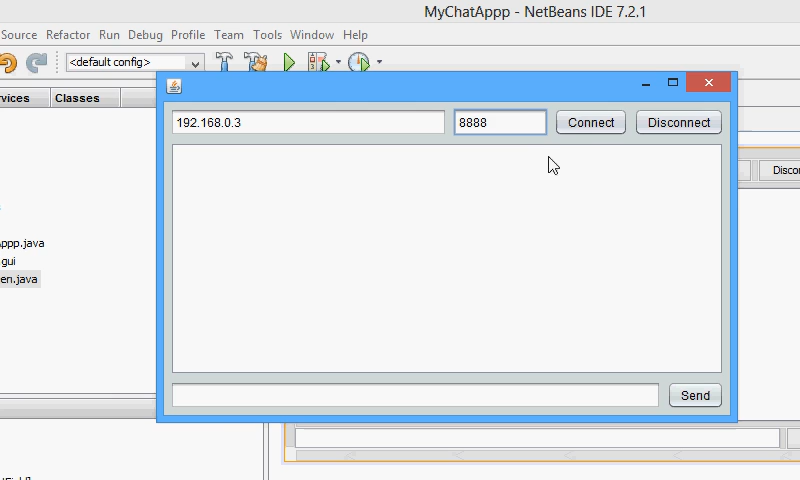 MyChatAppp - NetBeans IDE 7.2.1
Source Refactor Run Debug Profile Team Tools Window Help
<default config>
rvices Classes
192.168.0.3 8888 Connect Disconnect
Discon
Appp.java
gui
en.java
Send